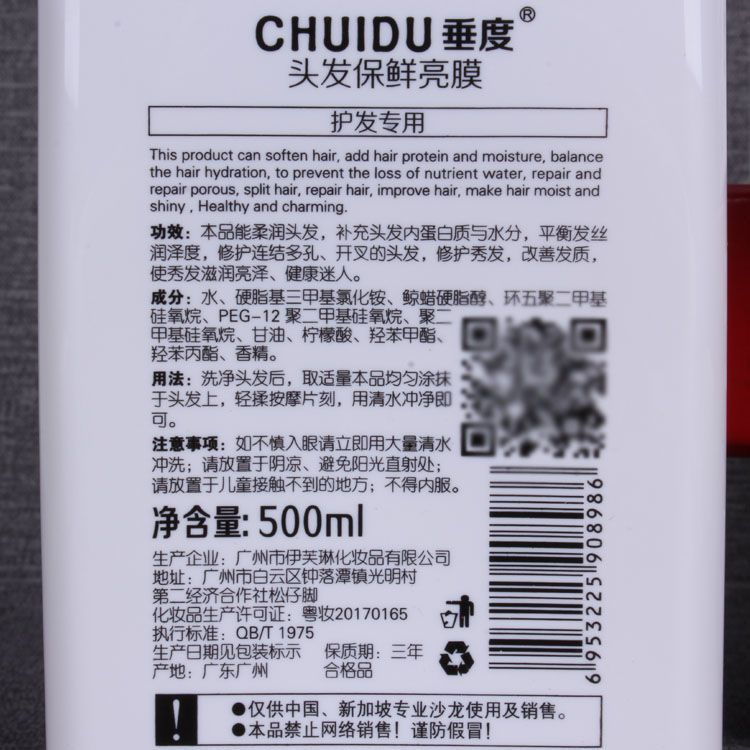 CHUIDU 垂度®
头发保鲜亮膜
护发专用
This product can soften hair, add hair protein and moisture, balance
the hair hydration, to prevent the loss of nutrient water, repair and
repair porous, split hair, repair hair, improve hair, make hair moist and
shiny , Healthy and charming.
功效：本品能柔润头发，补充头发内蛋白质与水分，平衡发丝
润泽度，修护连结多孔、开叉的头发，修护秀发，改善发质，
使秀发滋润亮泽、健康迷人。
成分：水、硬脂基三甲基氯化铵、鲸蜡硬脂醇、环五聚二甲基
硅氧烷、PEG-12 聚二甲基硅氧烷、聚二
甲基硅氧烷、甘油、柠檬酸、羟苯甲酯、
羟苯丙酯、香精。
用法：洗净头发后，取适量本品均匀涂抹
于头发上，轻揉按摩片刻，用清水冲净即
可。
注意事项：如不慎入眼请立即用大量清水
冲洗；请放置于阴凉、避免阳光直射处；
请放置于儿童接触不到的地方；不得内服。
净含量: 500ml
生产企业：广州市伊芙琳化妆品有限公司
地址：广州市白云区钟落潭镇光明村
第二经济合作社松仔脚
化妆品生产许可证：粤妆20170165
执行标准：QB/T 1975
生产日期见包装标示 保质期：三年
产地：广东广州 合格品
6 953225 908986
●仅供中国、新加坡专业沙龙使用及销售。
●本品禁止网络销售！谨防假冒！